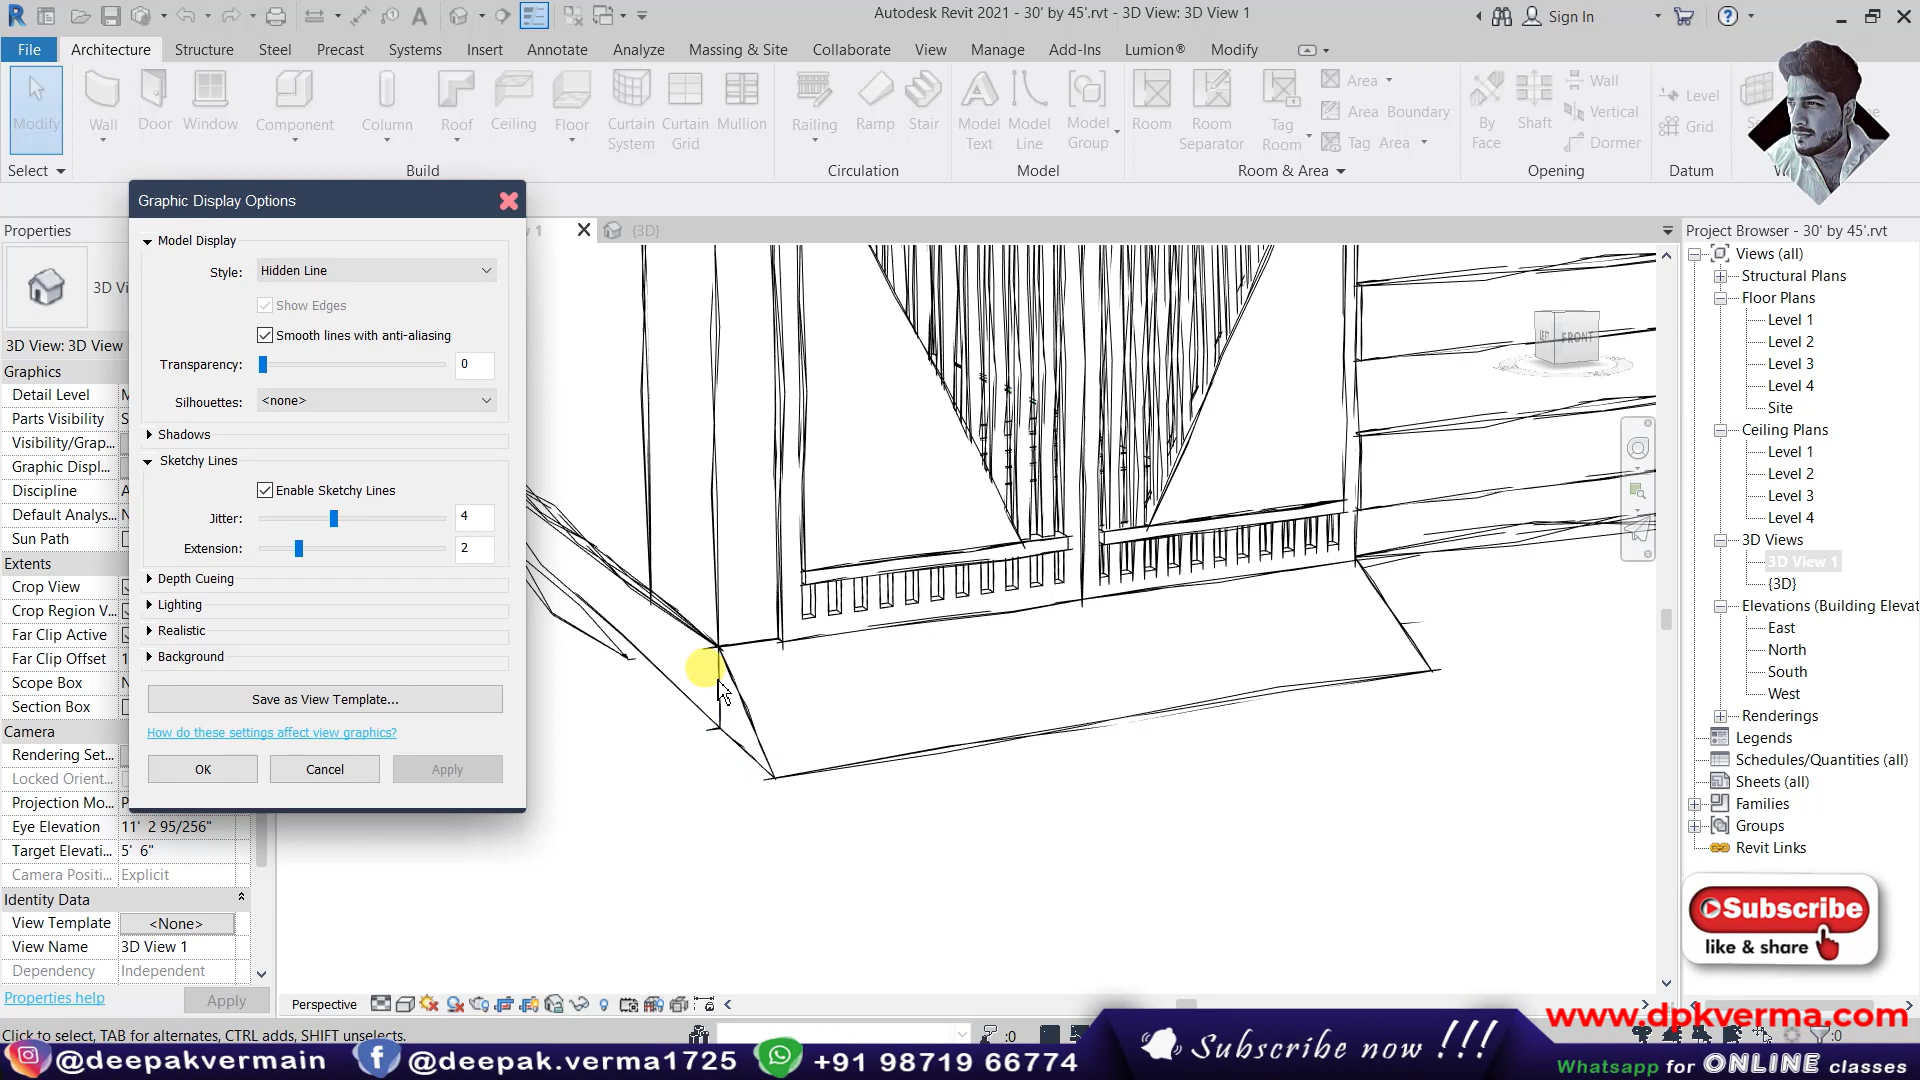 Autodesk Revit 2021 - 30' by 45'.rvt - 3D View: 3D View 1
Sign In
File Architecture Structure Steel Precast Systems Insert Annotate Analyze Massing & Site Collaborate View Manage Add-Ins Lumion® Modify
Modify Wall Door Window Component Column Roof Ceiling Floor Curtain System Curtain Grid Mullion Railing Ramp Stair Model Text Model Line Model Group Room Room Separator Tag Room Area Area Boundary Tag Area By Face Shaft Wall Vertical Dormer Level Grid
Select Build Circulation Model Room & Area Opening Datum
Properties
{3D}
Project Browser - 30' by 45'.rvt
3D View: 3D View
Graphics
Detail Level
Parts Visibility
Visibility/Grap...
Graphic Displ...
Discipline
Default Analys...
Sun Path
Extents
Crop View
Crop Region V...
Far Clip Active
Far Clip Offset
Scope Box
Section Box
Camera
Rendering Set...
Locked Orient...
Projection Mo...
Eye Elevation 11' 2 95/256"
Target Elevati... 5' 6"
Camera Positi... Explicit
Identity Data
View Template <None>
View Name 3D View 1
Dependency Independent
Properties help Apply
Graphic Display Options
Model Display
Style: Hidden Line
Show Edges
Smooth lines with anti-aliasing
Transparency: 0
Silhouettes: <none>
Shadows
Sketchy Lines
Enable Sketchy Lines
Jitter: 4
Extension: 2
Depth Cueing
Lighting
Realistic
Background
Save as View Template...
How do these settings affect view graphics?
OK Cancel Apply
LEFT FRONT
Views (all)
Structural Plans
Floor Plans
Level 1
Level 2
Level 3
Level 4
Site
Ceiling Plans
Level 1
Level 2
Level 3
Level 4
3D Views
3D View 1
{3D}
Elevations (Building Elevat
East
North
South
West
Renderings
Legends
Schedules/Quantities (all)
Sheets (all)
Families
Groups
Revit Links
Subscribe
like & share
Perspective
Click to select, TAB for alternates, CTRL adds, SHIFT unselects.
:0
:0
www.dpkverma.com
@deepakvermain @deepak.verma1725 +91 98719 66774
Subscribe now !!!
Whatsapp for ONLINE classes